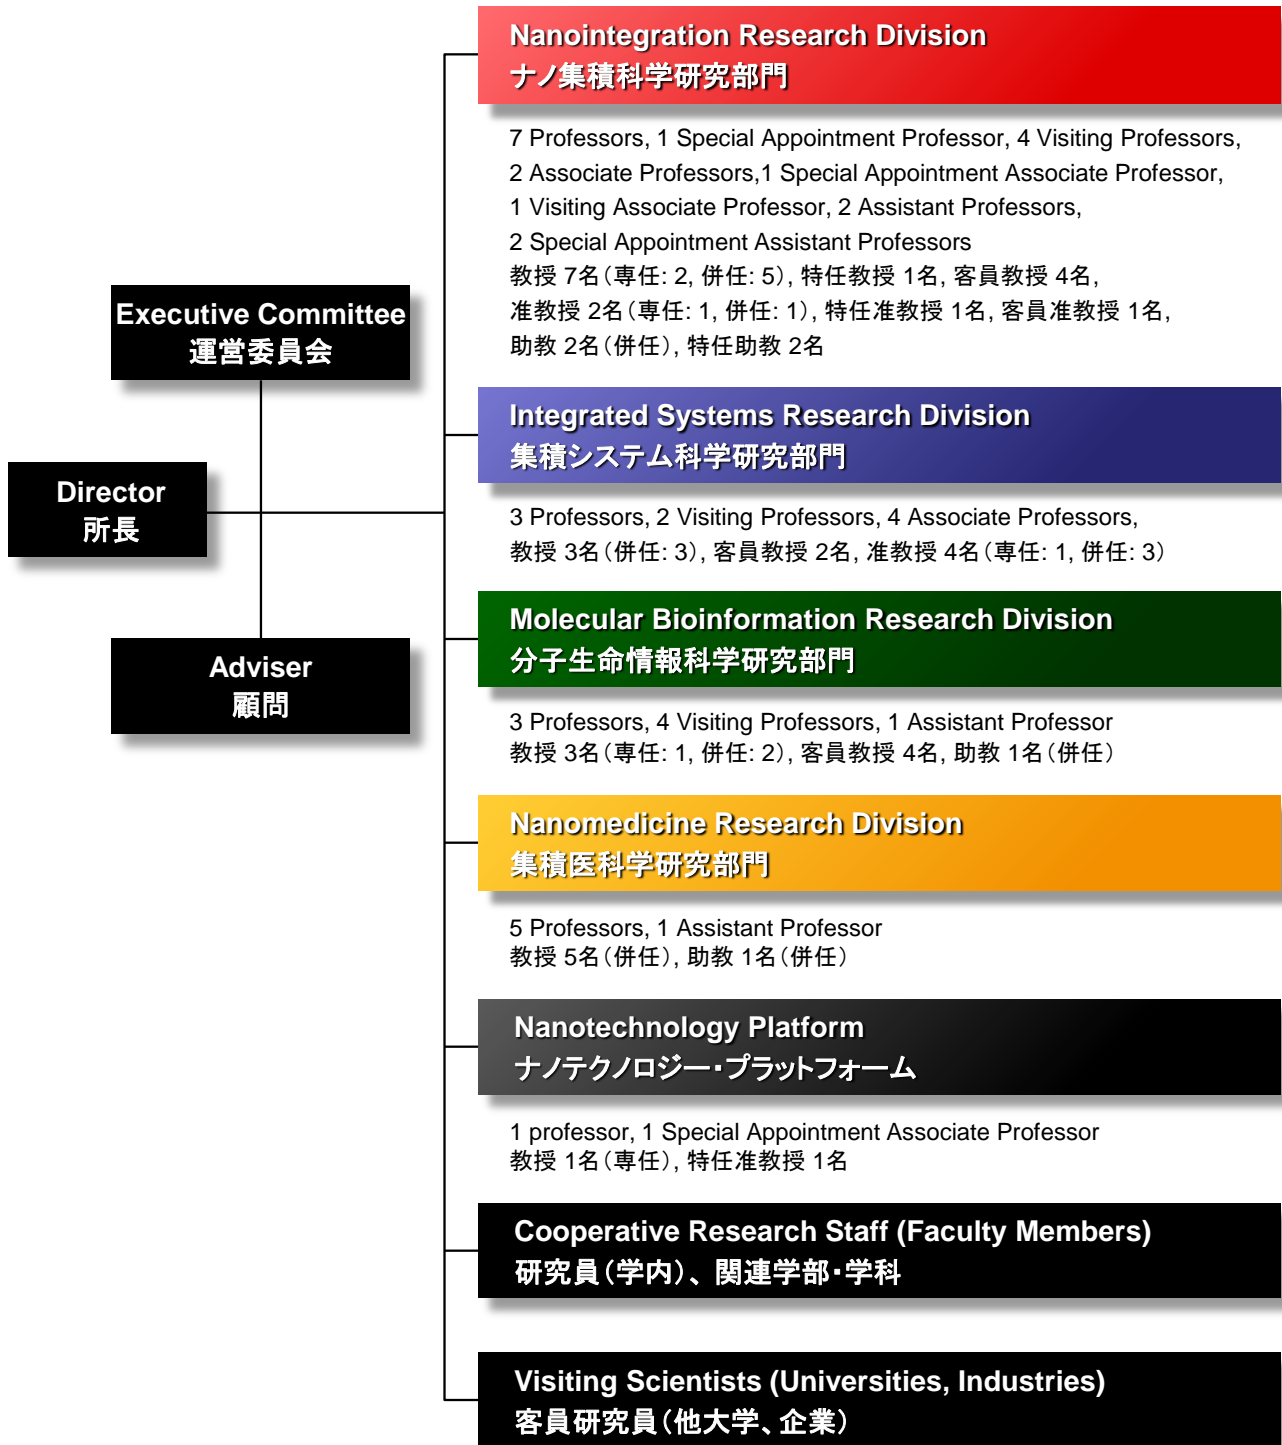 Nanointegration Research Division
ナノ集積科学研究部門
7 Professors, 1 Special Appointment Professor, 4 Visiting Professors,
2 Associate Professors,1 Special Appointment Associate Professor,
1 Visiting Associate Professor, 2 Assistant Professors,
2 Special Appointment Assistant Professors
教授 7名（専任: 2, 併任: 5）, 特任教授 1名, 客員教授 4名,
准教授 2名（専任: 1, 併任: 1）, 特任准教授 1名, 客員准教授 1名,
助教 2名（併任）, 特任助教 2名
Executive Committee
運営委員会
Integrated Systems Research Division
集積システム科学研究部門
Director
所長
3 Professors, 2 Visiting Professors, 4 Associate Professors,
教授 3名（併任: 3）, 客員教授 2名, 准教授 4名（専任: 1, 併任: 3）
Molecular Bioinformation Research Division
分子生命情報科学研究部門
Adviser
顧問
3 Professors, 4 Visiting Professors, 1 Assistant Professor
教授 3名（専任: 1, 併任: 2）, 客員教授 4名, 助教 1名（併任）
Nanomedicine Research Division
集積医科学研究部門
5 Professors, 1 Assistant Professor
教授 5名（併任）, 助教 1名（併任）
Nanotechnology Platform
ナノテクノロジー・プラットフォーム
1 professor, 1 Special Appointment Associate Professor
教授 1名（専任）, 特任准教授 1名
Cooperative Research Staff (Faculty Members)
研究員（学内）、関連学部・学科
Visiting Scientists (Universities, Industries)
客員研究員（他大学、企業）